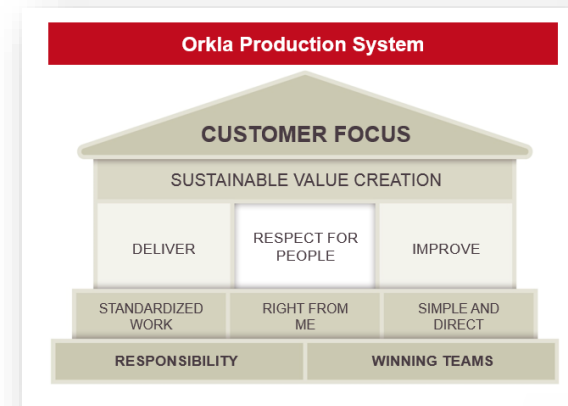 Orkla Production System
CUSTOMER FOCUS
SUSTAINABLE VALUE CREATION
DELIVER
RESPECT FOR
PEOPLE
IMPROVE
STANDARDIZED
WORK
RIGHT FROM
ME
SIMPLE AND
DIRECT
RESPONSIBILITY
WINNING TEAMS